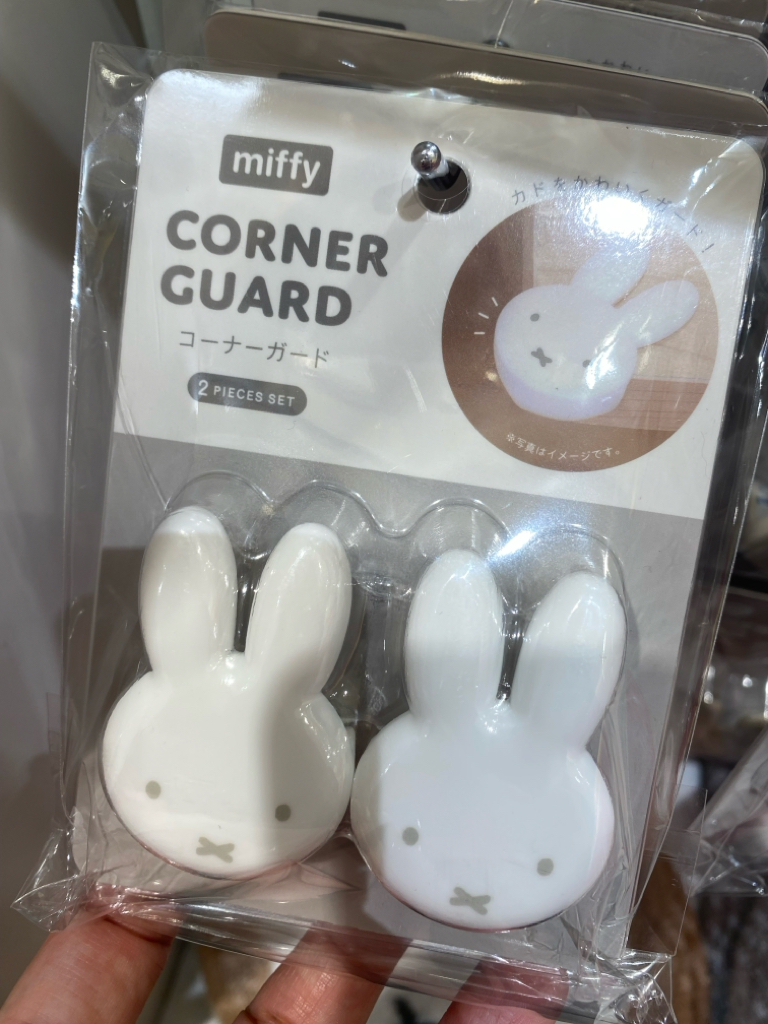 miffy
CORNER
GUARD
コーナーガード
2 PIECES SET
カドをかわいくガード!
※写真はイメージです。